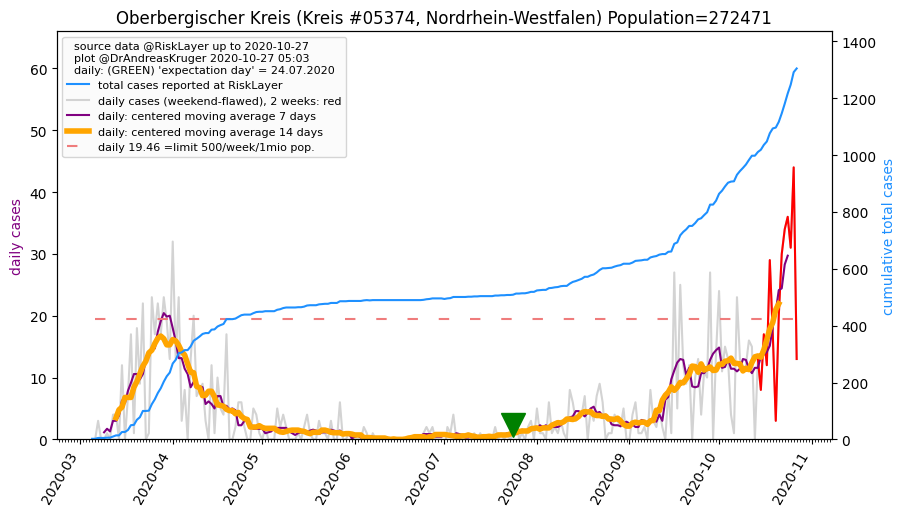 Oberbergischer Kreis (Kreis #05374, Nordrhein-Westfalen) Population=272471
source data @RiskLayer up to 2020-10-27
plot @DrAndreasKruger 2020-10-27 05:03
daily: (GREEN) 'expectation day' = 24.07.2020
total cases reported at RiskLayer
daily cases (weekend-flawed), 2 weeks: red
daily: centered moving average 7 days
daily: centered moving average 14 days
daily 19.46 =limit 500/week/1mio pop.
daily cases
60
50
40
30
20
10
0
cumulative total cases
1400
1200
1000
800
600
400
200
0
2020-03
2020-04
2020-05
2020-06
2020-07
2020-08
2020-09
2020-10
2020-11